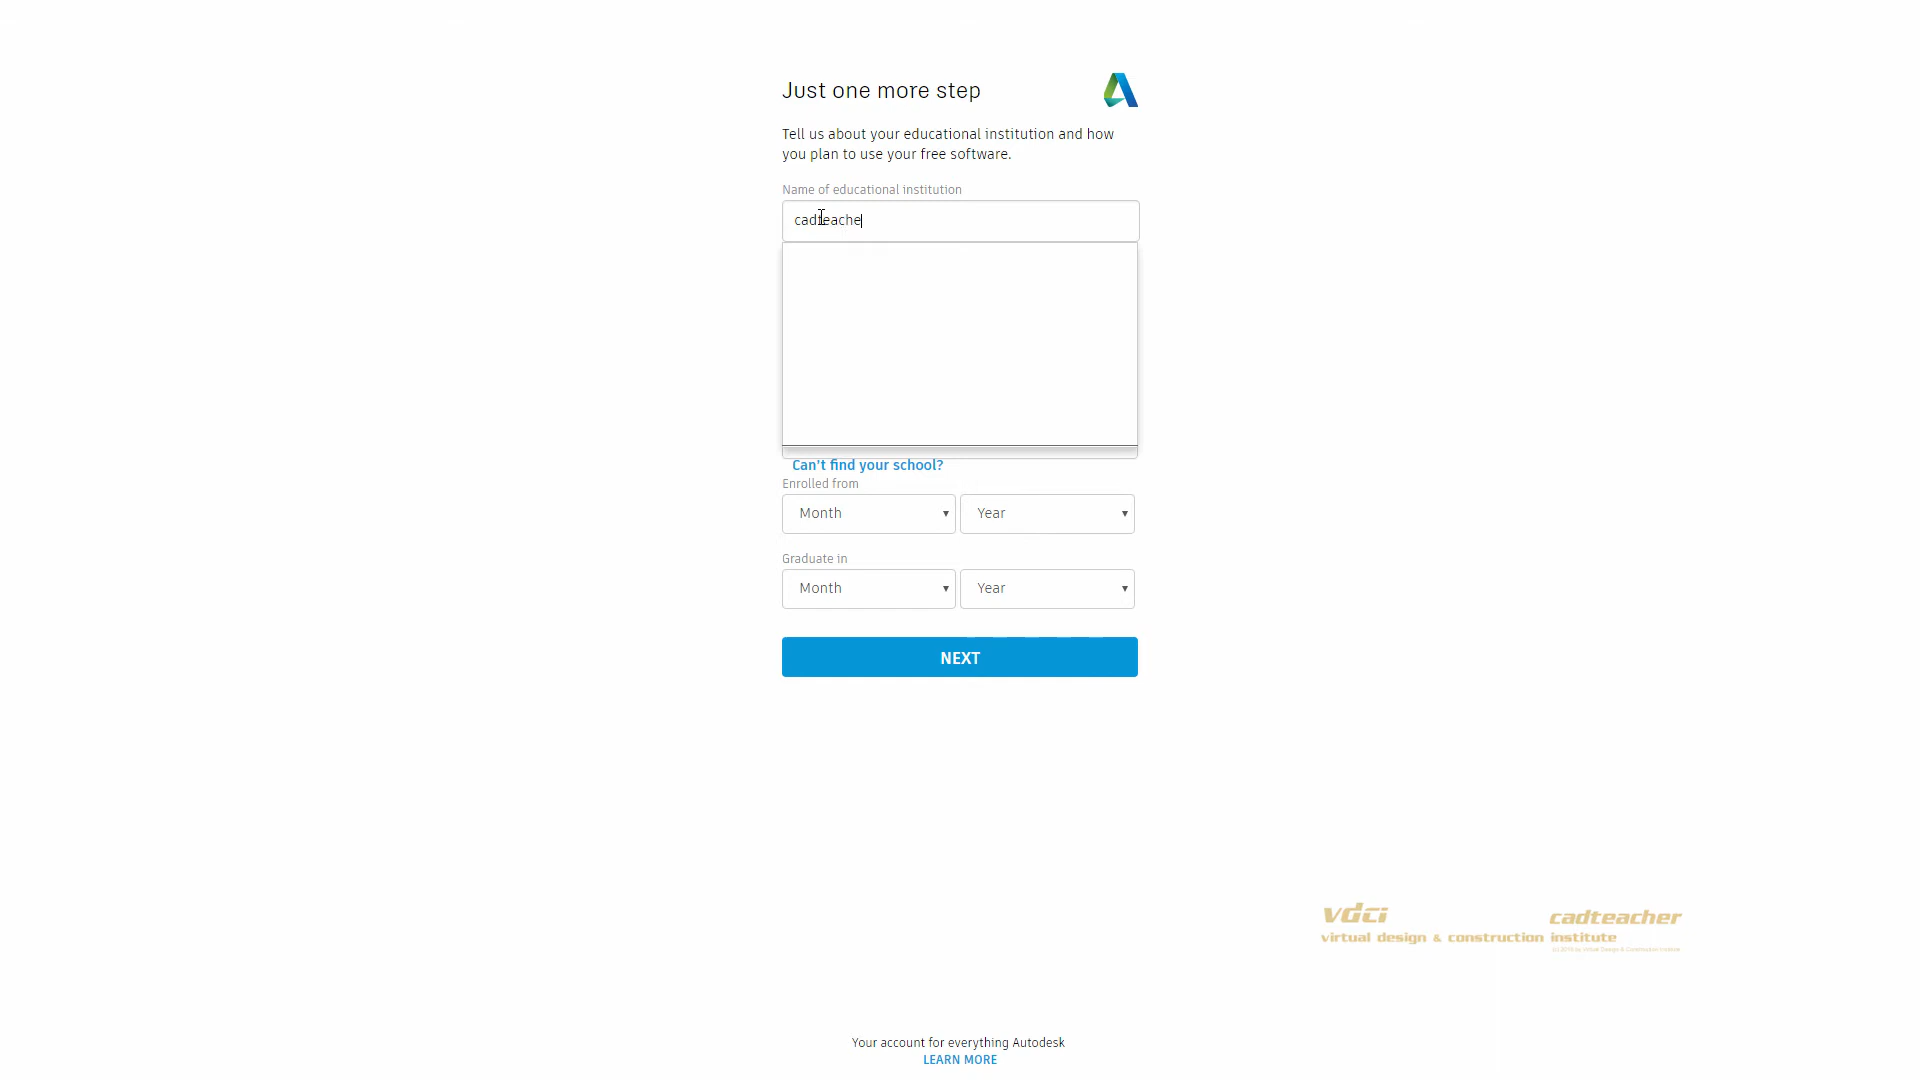 Just one more step
Tell us about your educational institution and how
you plan to use your free software.
Name of educational institution
cadteache
Can't find your school?
Enrolled from
Month Year
Graduate in
Month Year
NEXT
vdci cadteacher
virtual design & construction institute
Your account for everything Autodesk
LEARN MORE